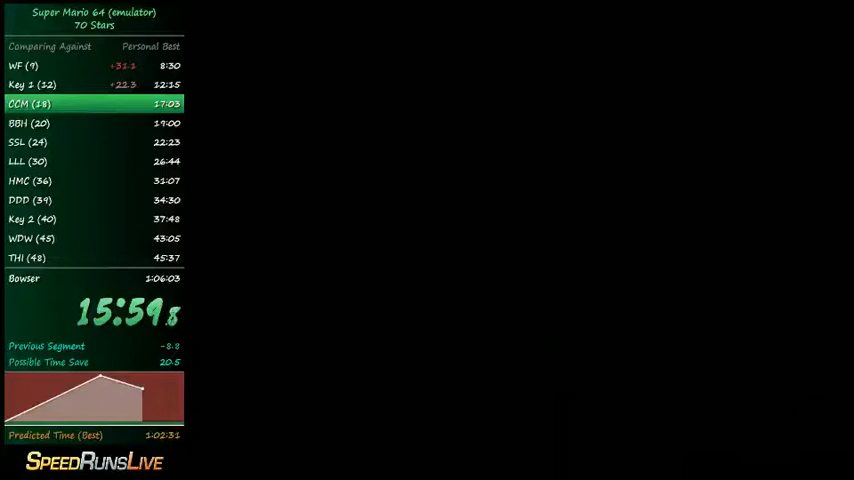 Super Mario 64 (emulator)
70 Stars
Comparing Against Personal Best
WF (9) +31.1 8:30
Key 1 (12) +22.3 12:15
CCM (18) 17:03
BBH (20) 19:00
SSL (24) 22:23
LLL (30) 26:44
HMC (36) 31:07
DDD (39) 34:30
Key 2 (40) 37:48
WDW (45) 43:05
THI (48) 45:37
Bowser 1:06:03
15:59.8
Previous Segment -8.8
Possible Time Save 20.5
Predicted Time (Best) 1:02:31
SPEEDRUNSLIVE